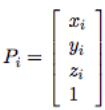 P_i = [ x_i
y_i
z_i
1 ]